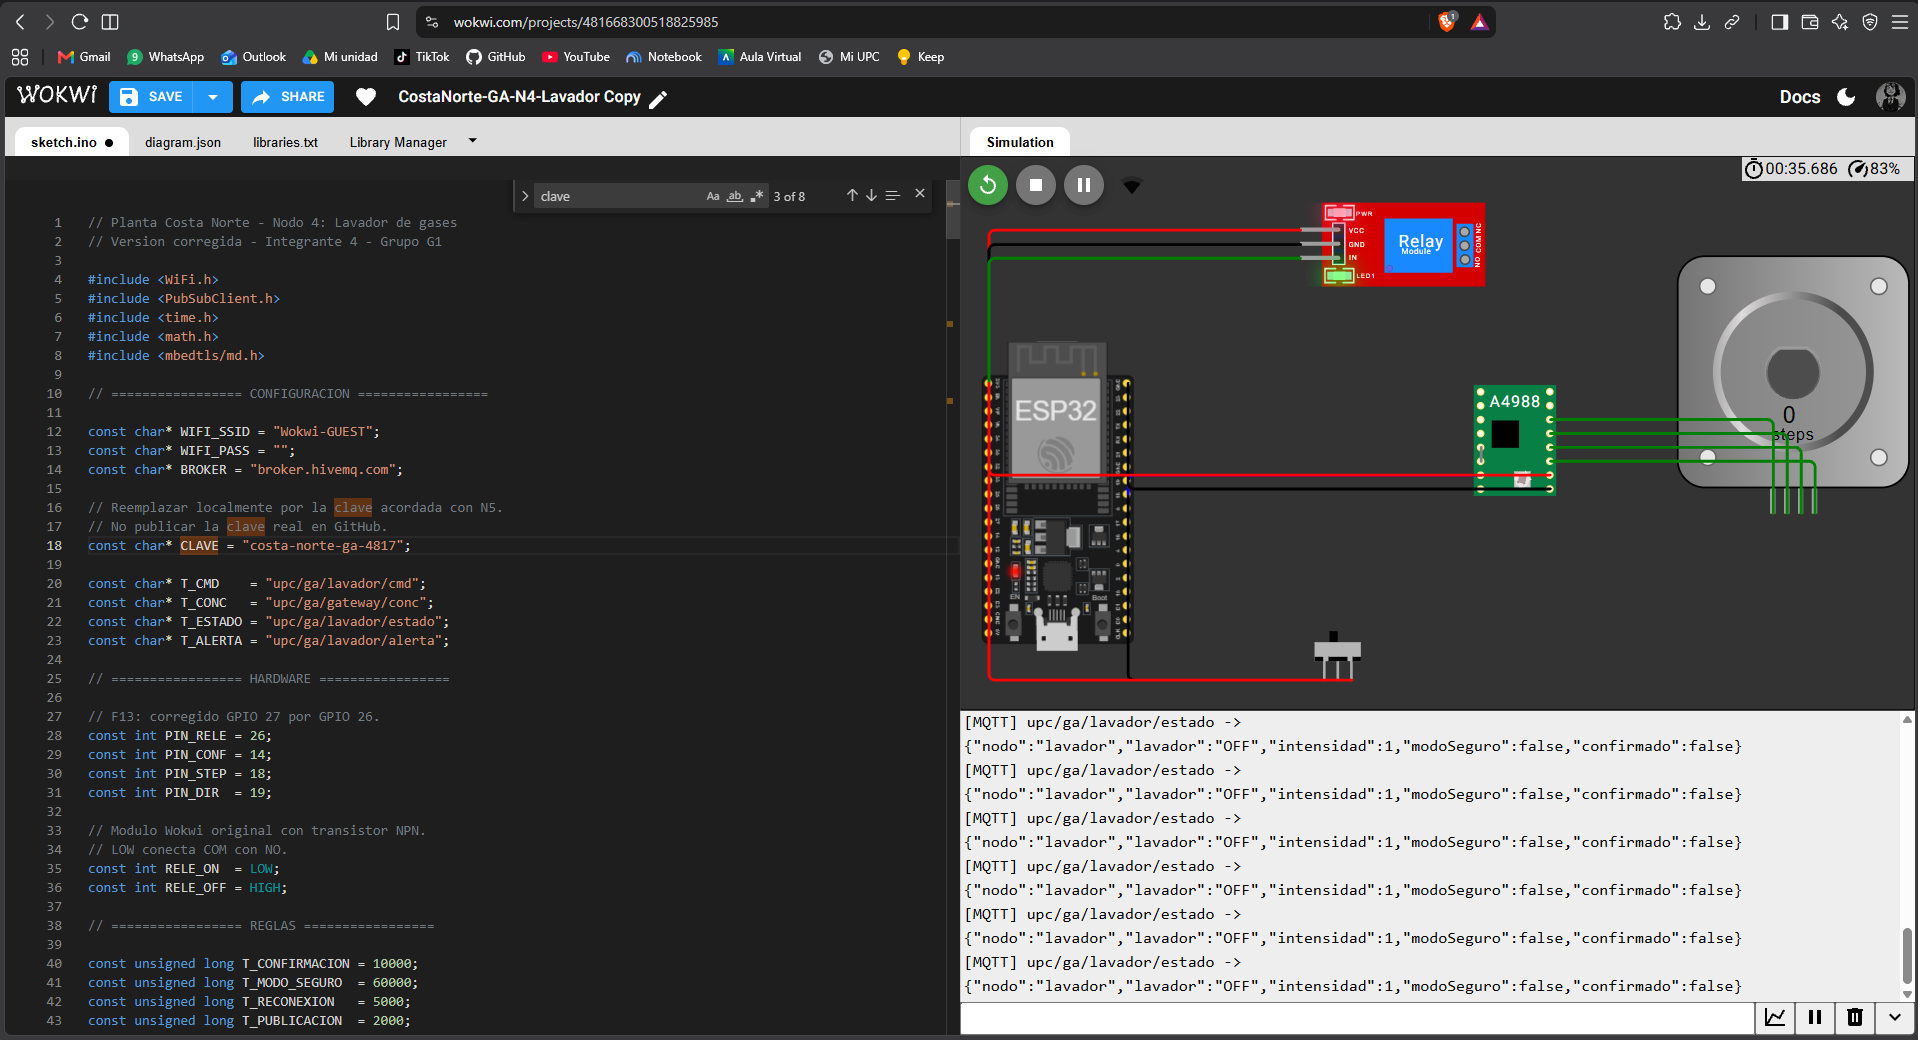 wokwi.com/projects/481668300518825985
Gmail
WhatsApp
Outlook
Mi unidad
TikTok
GitHub
YouTube
Notebook
Aula Virtual
Mi UPC
Keep
WOKWI
SAVE
SHARE
CostaNorte-GA-N4-Lavador Copy
Docs
sketch.ino
diagram.json
libraries.txt
Library Manager
Simulation
clave
Aa
ab
3 of 8
00:35.686
83%
1 // Planta Costa Norte - Nodo 4: Lavador de gases
2 // Version corregida - Integrante 4 - Grupo G1
3
4 #include <WiFi.h>
5 #include <PubSubClient.h>
6 #include <time.h>
7 #include <math.h>
8 #include <mbedtls/md.h>
9
10 // ================= CONFIGURACION =================
11
12 const char* WIFI_SSID = "Wokwi-GUEST";
13 const char* WIFI_PASS = "";
14 const char* BROKER = "broker.hivemq.com";
15
16 // Reemplazar localmente por la clave acordada con N5.
17 // No publicar la clave real en GitHub.
18 const char* CLAVE = "costa-norte-ga-4817";
19
20 const char* T_CMD    = "upc/ga/lavador/cmd";
21 const char* T_CONC   = "upc/ga/gateway/conc";
22 const char* T_ESTADO = "upc/ga/lavador/estado";
23 const char* T_ALERTA = "upc/ga/lavador/alerta";
24
25 // ================= HARDWARE =================
26
27 // F13: corregido GPIO 27 por GPIO 26.
28 const int PIN_RELE = 26;
29 const int PIN_CONF = 14;
30 const int PIN_STEP = 18;
31 const int PIN_DIR  = 19;
32
33 // Modulo Wokwi original con transistor NPN.
34 // LOW conecta COM con NO.
35 const int RELE_ON  = LOW;
36 const int RELE_OFF = HIGH;
37
38 // ================= REGLAS =================
39
40 const unsigned long T_CONFIRMACION = 10000;
41 const unsigned long T_MODO_SEGURO  = 60000;
42 const unsigned long T_RECONEXION   = 5000;
43 const unsigned long T_PUBLICACION  = 2000;
PWR
VCC
GND
IN
LED1
Relay
Module
NO COM NC
ESP32
EN
Boot
A4988
0
steps
[MQTT] upc/ga/lavador/estado ->
{"nodo":"lavador","lavador":"OFF","intensidad":1,"modoSeguro":false,"confirmado":false}
[MQTT] upc/ga/lavador/estado ->
{"nodo":"lavador","lavador":"OFF","intensidad":1,"modoSeguro":false,"confirmado":false}
[MQTT] upc/ga/lavador/estado ->
{"nodo":"lavador","lavador":"OFF","intensidad":1,"modoSeguro":false,"confirmado":false}
[MQTT] upc/ga/lavador/estado ->
{"nodo":"lavador","lavador":"OFF","intensidad":1,"modoSeguro":false,"confirmado":false}
[MQTT] upc/ga/lavador/estado ->
{"nodo":"lavador","lavador":"OFF","intensidad":1,"modoSeguro":false,"confirmado":false}
[MQTT] upc/ga/lavador/estado ->
{"nodo":"lavador","lavador":"OFF","intensidad":1,"modoSeguro":false,"confirmado":false}